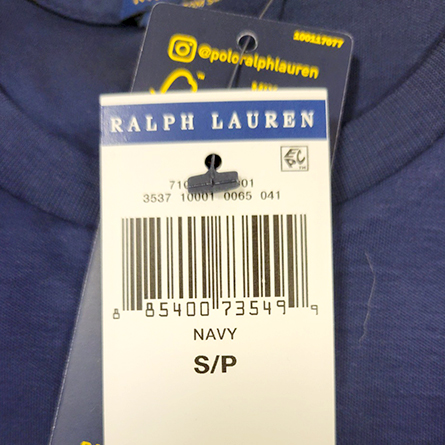 100117077
@poloralphlauren
RALPH LAUREN
3537 10001 0065 041
8 85400 73549 9
NAVY
S/P